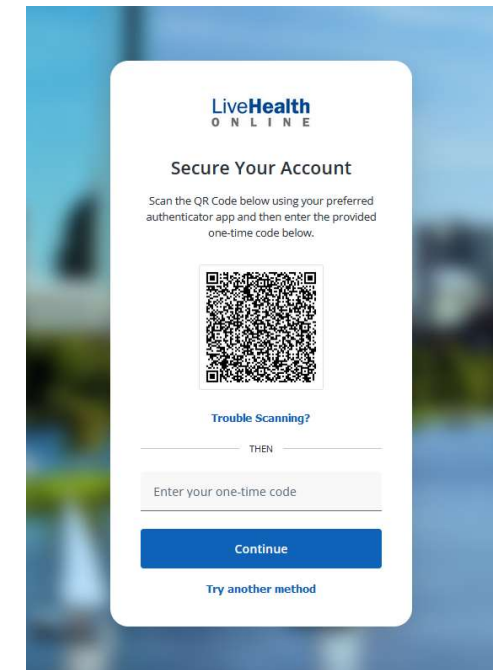 LiveHealth
ONLINE
Secure Your Account
Scan the QR Code below using your preferred
authenticator app and then enter the provided
one-time code below.
Trouble Scanning?
THEN
Enter your one-time code
Continue
Try another method